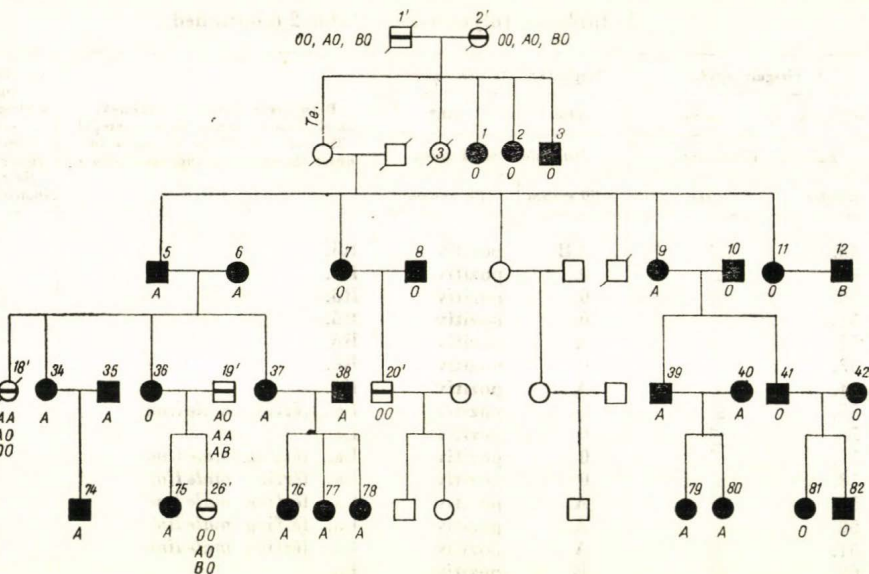 1' 2'
00, A0, B0 00, A0, B0
Te. 3 1 2 3
0 0 0
5 6 7 8 9 10 11 12
A A 0 0 A 0 0 B
18' 34 35 36 19' 37 38 20' 39 40 41 42
AA A A 0 A0 A A 00 A A 0 0
A0 AA
00 AB
74 75 26' 76 77 78 79 80 81 82
A A 00 A A A A A 0 0
A0
B0